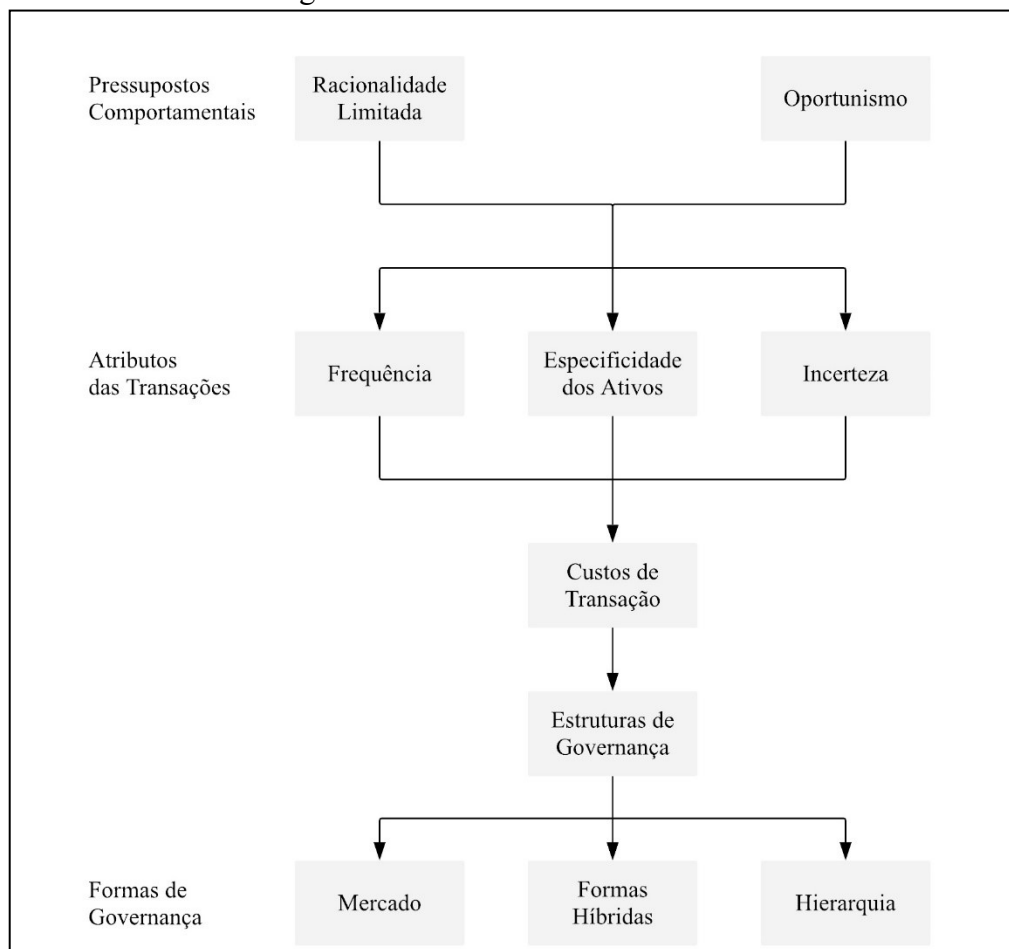 Pressupostos
Comportamentais
Racionalidade
Limitada
Oportunismo
Atributos
das Transações
Frequência
Especificidade
dos Ativos
Incerteza
Custos de
Transação
Estruturas de
Governança
Formas de
Governança
Mercado
Formas
Híbridas
Hierarquia